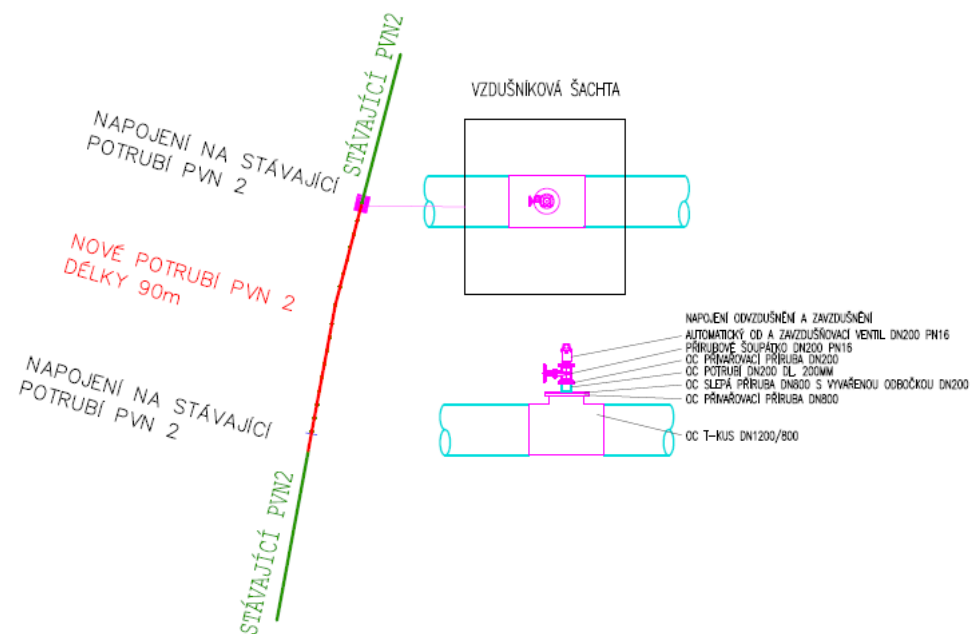 STÁVAJÍCÍ PVN2
NAPOJENÍ NA STÁVAJÍCÍ
POTRUBÍ PVN 2
NOVÉ POTRUBÍ PVN 2
DÉLKY 90m
NAPOJENÍ NA STÁVAJÍCÍ
POTRUBÍ PVN 2
STÁVAJÍCÍ PVN2
VZDUŠNÍKOVÁ ŠACHTA
NAPOJENÍ ODVZDUŠNĚNÍ A ZAVZDUŠNĚNÍ
AUTOMATICKÝ OD A ZAVZDUŠŇOVACÍ VENTIL DN200 PN16
PŘÍRUBOVÉ ŠOUPÁTKO DN200 PN16
OC PŘIVAŘOVACÍ PŘÍRUBA DN200
OC POTRUBÍ DN200 DL. 200MM
OC SLEPÁ PŘÍRUBA DN800 S VYVAŘENOU ODBOČKOU DN200
OC PŘIVAŘOVACÍ PŘÍRUBA DN800
OC T-KUS DN1200/800